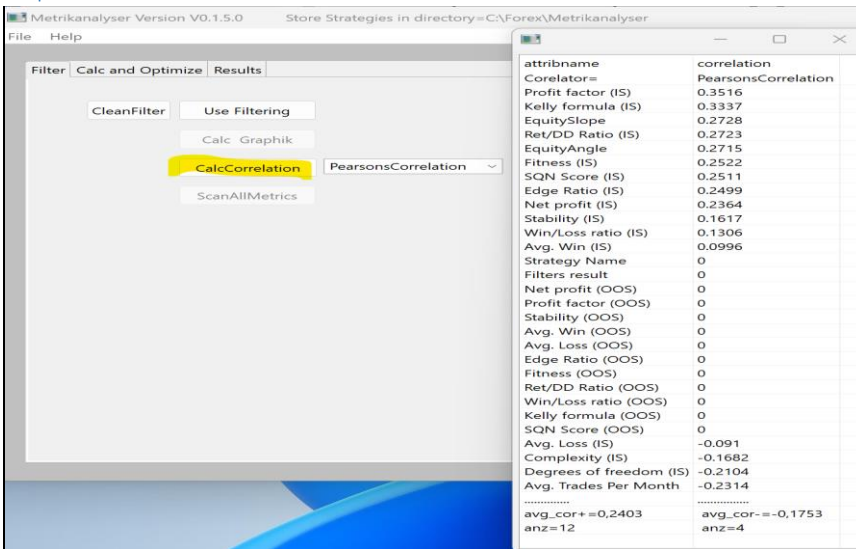 Metrikanalyser Version V0.1.5.0 Store Strategies in directory=C:\Forex\Metrikanalyser
File Help
Filter Calc and Optimize Results
CleanFilter Use Filtering
Calc Graphik
CalcCorrelation PearsonsCorrelation
ScanAllMetrics
attribname correlation
Corelator= PearsonsCorrelation
Profit factor (IS) 0.3516
Kelly formula (IS) 0.3337
EquitySlope 0.2728
Ret/DD Ratio (IS) 0.2723
EquityAngle 0.2715
Fitness (IS) 0.2522
SQN Score (IS) 0.2511
Edge Ratio (IS) 0.2499
Net profit (IS) 0.2364
Stability (IS) 0.1617
Win/Loss ratio (IS) 0.1306
Avg. Win (IS) 0.0996
Strategy Name 0
Filters result 0
Net profit (OOS) 0
Profit factor (OOS) 0
Stability (OOS) 0
Avg. Win (OOS) 0
Avg. Loss (OOS) 0
Edge Ratio (OOS) 0
Fitness (OOS) 0
Ret/DD Ratio (OOS) 0
Win/Loss ratio (OOS) 0
Kelly formula (OOS) 0
SQN Score (OOS) 0
Avg. Loss (IS) -0.091
Complexity (IS) -0.1682
Degrees of freedom (IS) -0.2104
Avg. Trades Per Month -0.2314
.............. ................
avg_cor+=0,2403 avg_cor-=-0,1753
anz=12 anz=4